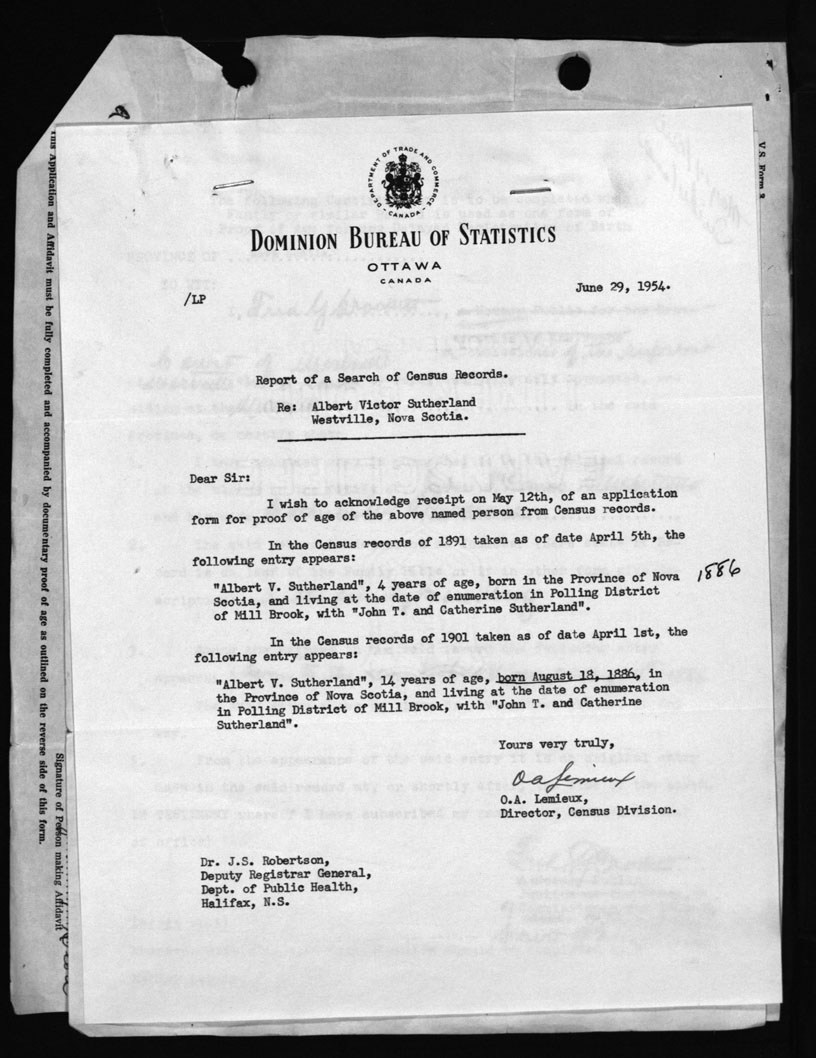 DEPARTMENT OF TRADE AND COMMERCE
CANADA
DOMINION BUREAU OF STATISTICS
OTTAWA
CANADA
June 29, 1954.
/LP
Report of a Search of Census Records.
Re: Albert Victor Sutherland
Westville, Nova Scotia.
Dear Sir:
I wish to acknowledge receipt on May 12th, of an application
form for proof of age of the above named person from Census records.
In the Census records of 1891 taken as of date April 5th, the
following entry appears:
"Albert V. Sutherland", 4 years of age, born in the Province of Nova
Scotia, and living at the date of enumeration in Polling District
of Mill Brook, with "John T. and Catherine Sutherland".
1886
In the Census records of 1901 taken as of date April 1st, the
following entry appears:
"Albert V. Sutherland", 14 years of age, born August 18, 1886, in
the Province of Nova Scotia, and living at the date of enumeration
in Polling District of Mill Brook, with "John T. and Catherine
Sutherland".
Yours very truly,
O A Lemieux
O.A. Lemieux,
Director, Census Division.
Dr. J.S. Robertson,
Deputy Registrar General,
Dept. of Public Health,
Halifax, N.S.
This Application and Affidavit must be fully completed and accompanied by documentary proof of age as outlined on the reverse side of this form.
Signature of Person making Affidavit
V.S. Form